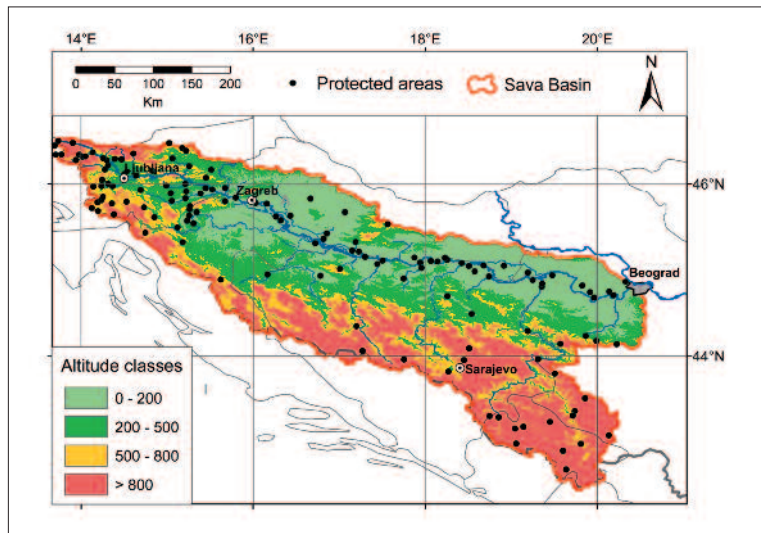 14°E
16°E
18°E
20°E
0 50 100 150 200
Km
Protected areas
Sava Basin
N
Ljubljana
Zagreb
46°N
Beograd
44°N
Sarajevo
Altitude classes
0 - 200
200 - 500
500 - 800
> 800